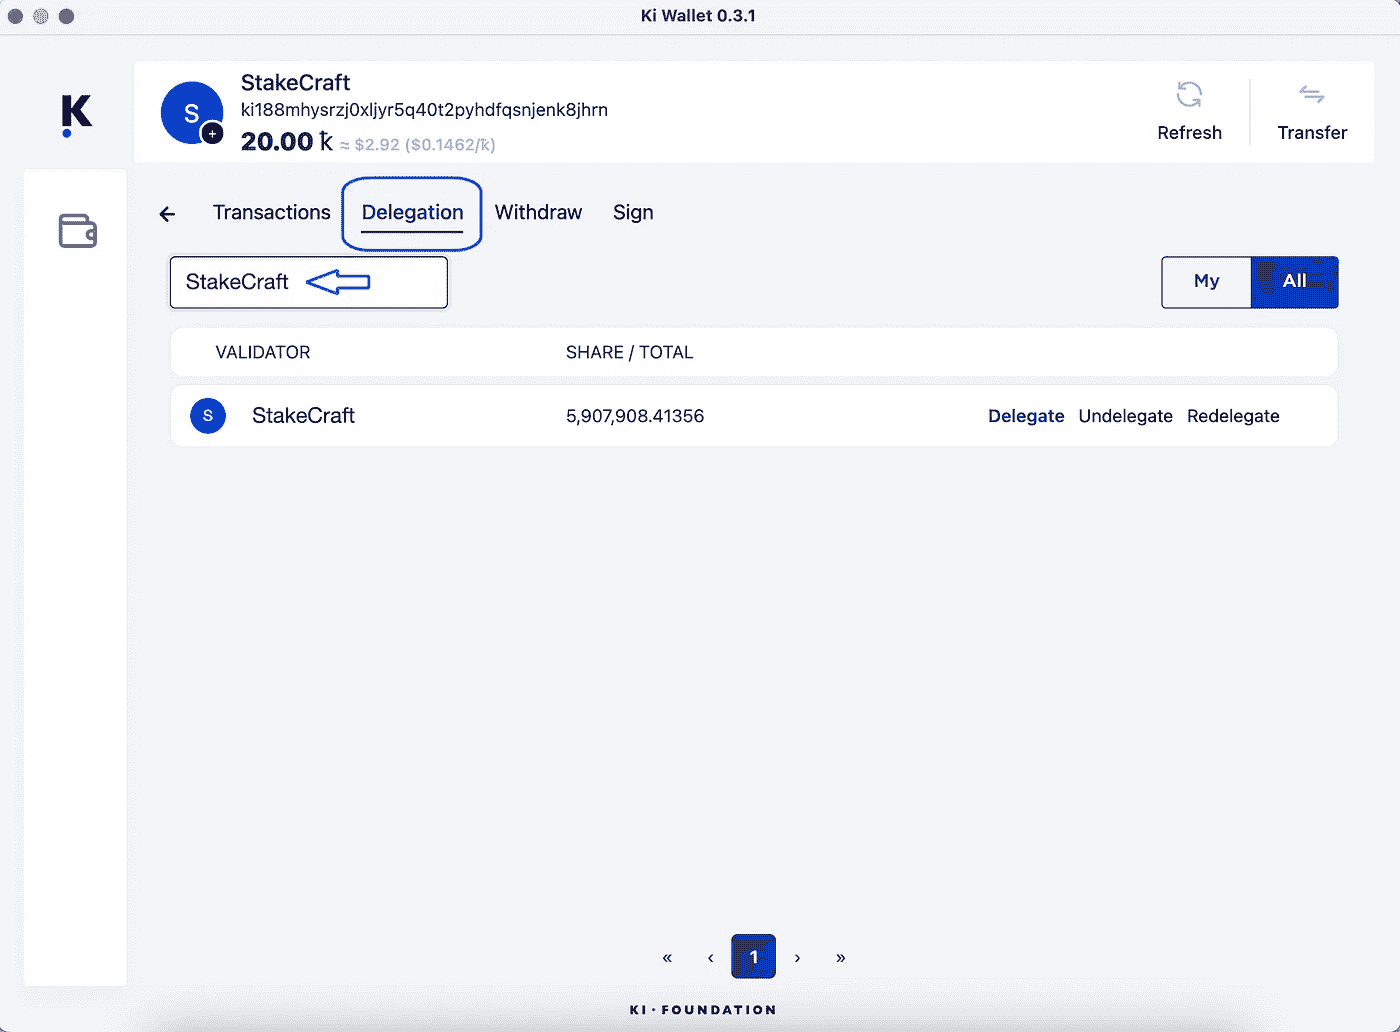 Ki Wallet 0.3.1
K
S
+
StakeCraft
ki188mhysrzj0xljyr5q40t2pyhdfqsnjenk8jhrn
20.00 ꝁ ≈ $2.92 ($0.1462/ꝁ)
Refresh
Transfer
← Transactions Delegation Withdraw Sign
StakeCraft
My All
VALIDATOR SHARE / TOTAL
S StakeCraft 5,907,908.41356 Delegate Undelegate Redelegate
« ‹ 1 › »
KI·FOUNDATION